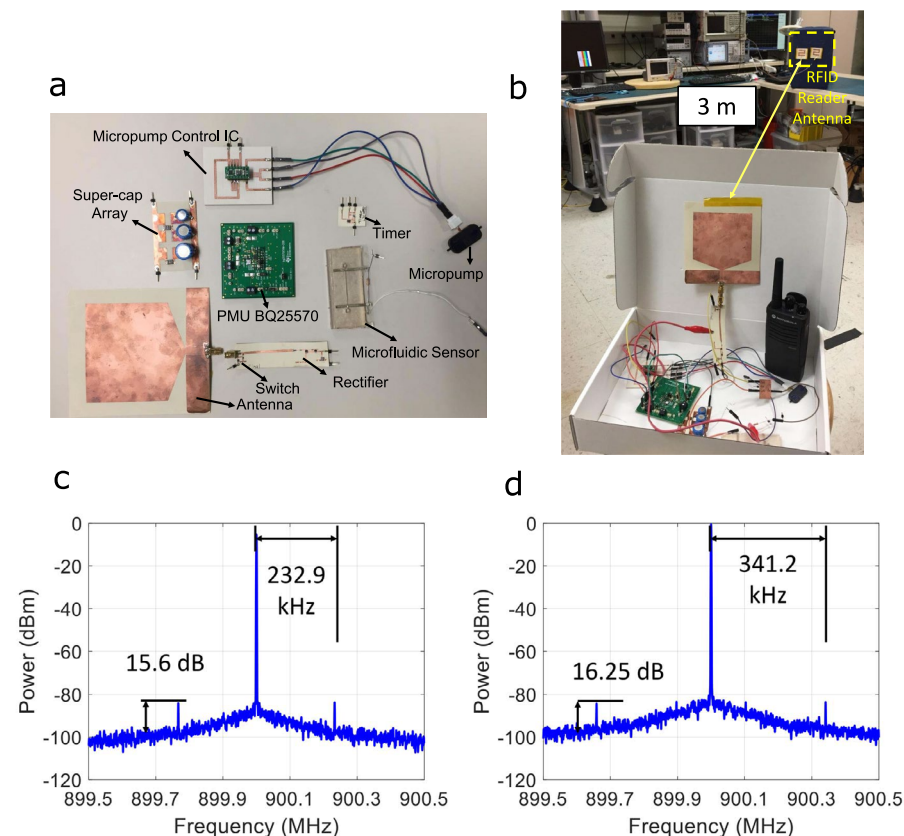 a
Micropump Control IC
Super-cap
Array
Timer
Micropump
PMU BQ25570
Microfluidic Sensor
Rectifier
Switch
Antenna
b
RFID
Reader
Antenna
3 m
c
0
-20
-40
-60
-80
-100
-120
Power (dBm)
232.9
kHz
15.6 dB
899.5
899.7
899.9
900.1
900.3
900.5
Frequency (MHz)
d
0
-20
-40
-60
-80
-100
-120
Power (dBm)
341.2
kHz
16.25 dB
899.5
899.7
899.9
900.1
900.3
900.5
Frequency (MHz)